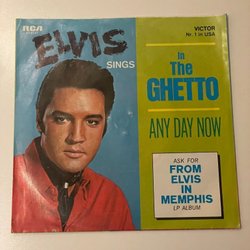 RCA
VICTOR
Nr. 1 in USA
ELVIS
SINGS
In
The
GHETTO
ANY DAY NOW
ASK FOR
FROM
ELVIS
IN
MEMPHIS
LP ALBUM